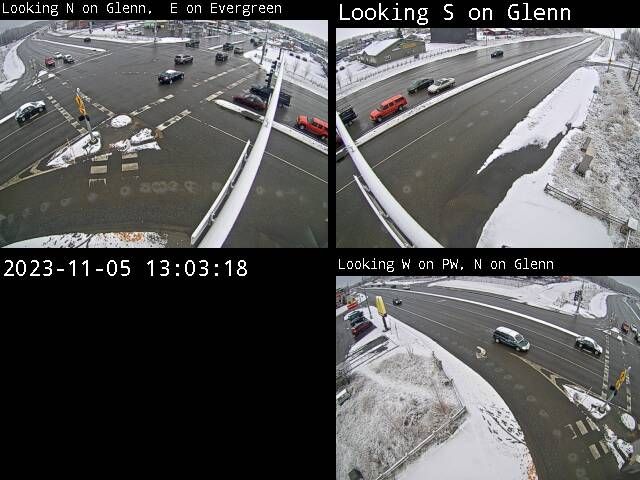 Looking N on Glenn,  E on Evergreen
Looking S on Glenn
2023-11-05 13:03:18
Looking W on PW, N on Glenn